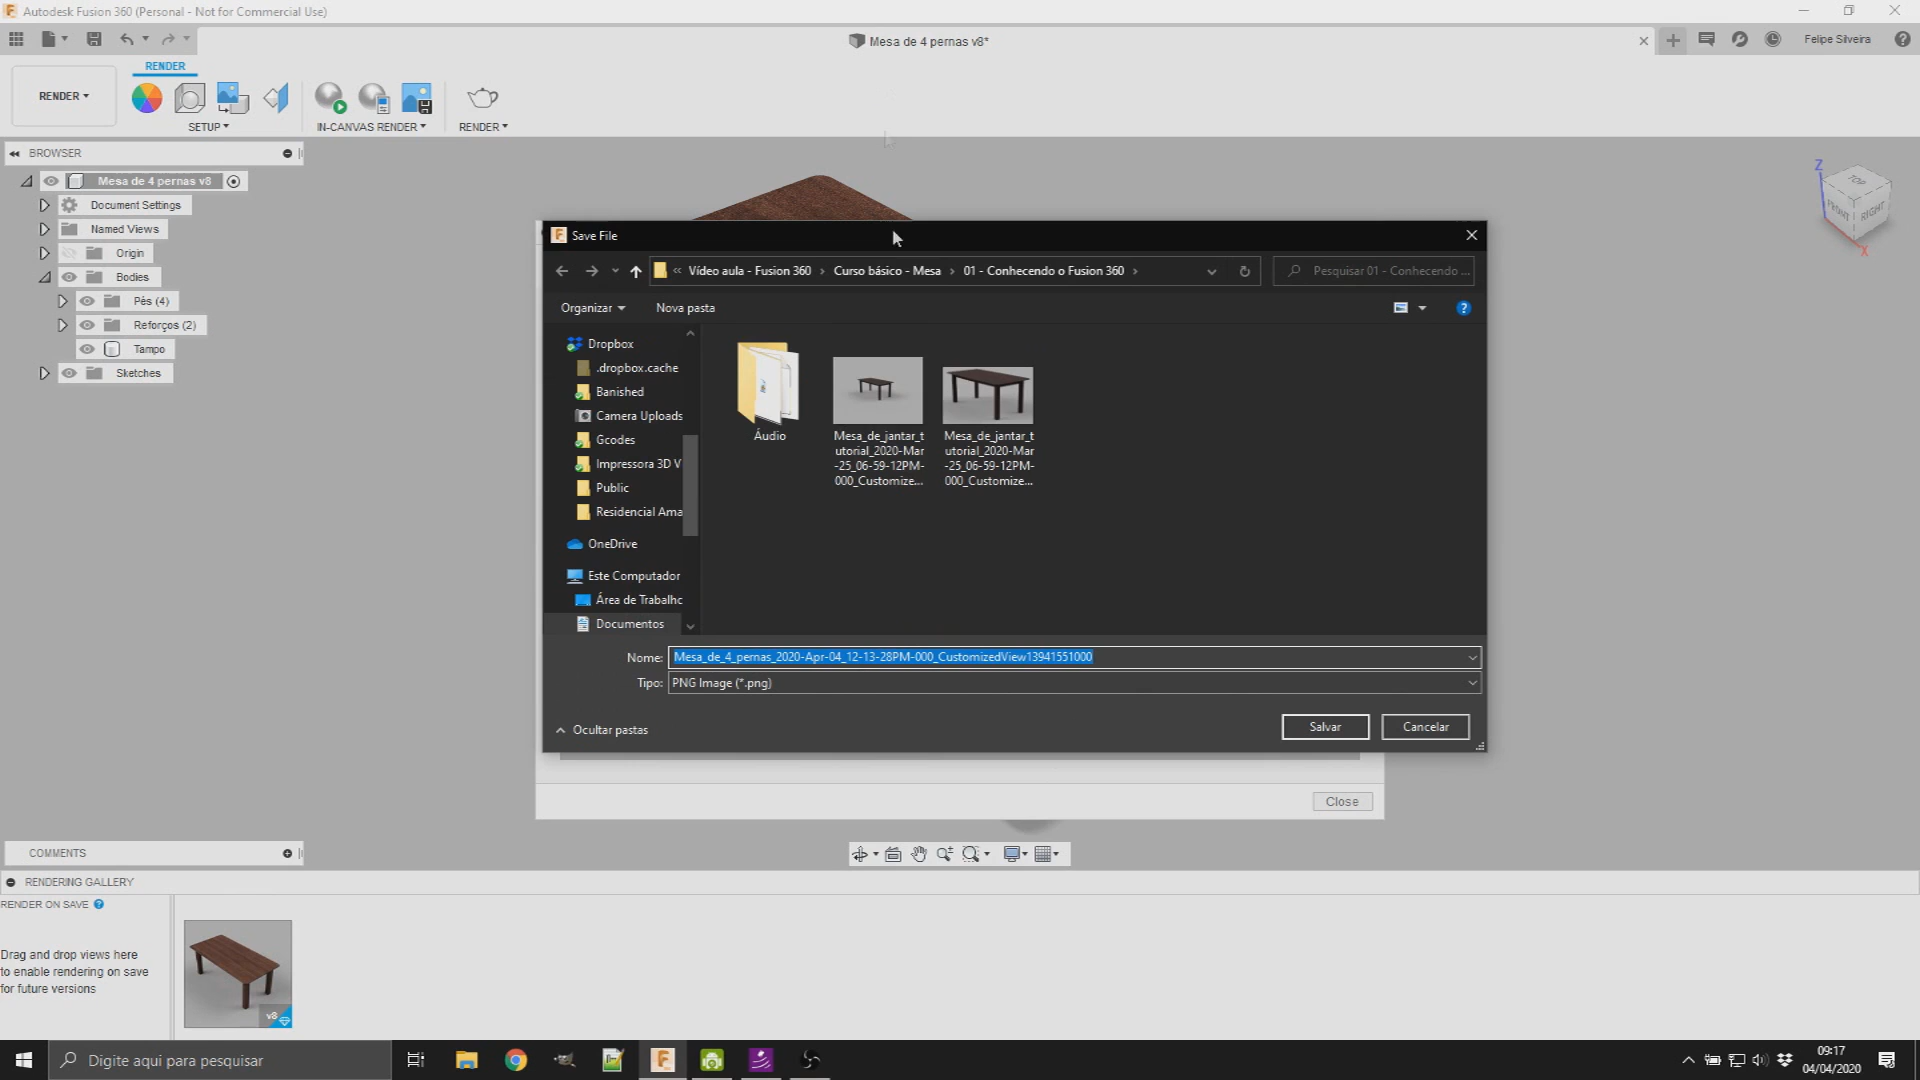 Autodesk Fusion 360 (Personal - Not for Commercial Use)
Mesa de 4 pernas v8*
Felipe Silveira
RENDER
RENDER
SETUP
IN-CANVAS RENDER
RENDER
BROWSER
Mesa de 4 pernas v8
Document Settings
Named Views
Origin
Bodies
Pés (4)
Reforços (2)
Tampo
Sketches
TOP
FRONT
RIGHT
Z
X
Save File
« Vídeo aula - Fusion 360 › Curso básico - Mesa › 01 - Conhecendo o Fusion 360 ›
Pesquisar 01 - Conhecendo ...
Organizar
Nova pasta
Dropbox
.dropbox.cache
Banished
Camera Uploads
Gcodes
Impressora 3D V
Public
Residencial Ama
OneDrive
Este Computador
Área de Trabalho
Documentos
Áudio
Mesa_de_jantar_t
utorial_2020-Mar
-25_06-59-12PM-
000_Customize...
Mesa_de_jantar_t
utorial_2020-Mar
-25_06-59-12PM-
000_Customize...
Nome: Mesa_de_4_pernas_2020-Apr-04_12-13-28PM-000_CustomizedView13941551000
Tipo: PNG Image (*.png)
Ocultar pastas
Salvar
Cancelar
Close
COMMENTS
RENDERING GALLERY
RENDER ON SAVE
Drag and drop views here
to enable rendering on save
for future versions
v8
Digite aqui para pesquisar
09:17
04/04/2020